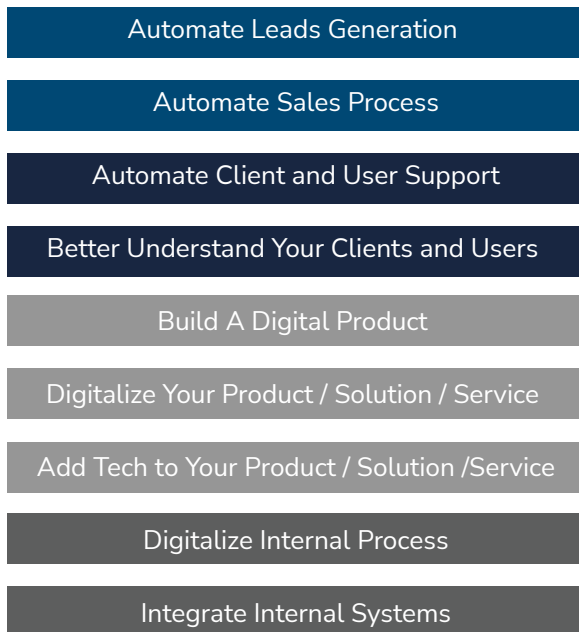 Automate Leads Generation
Automate Sales Process
Automate Client and User Support
Better Understand Your Clients and Users
Build A Digital Product
Digitalize Your Product / Solution / Service
Add Tech to Your Product / Solution /Service
Digitalize Internal Process
Integrate Internal Systems